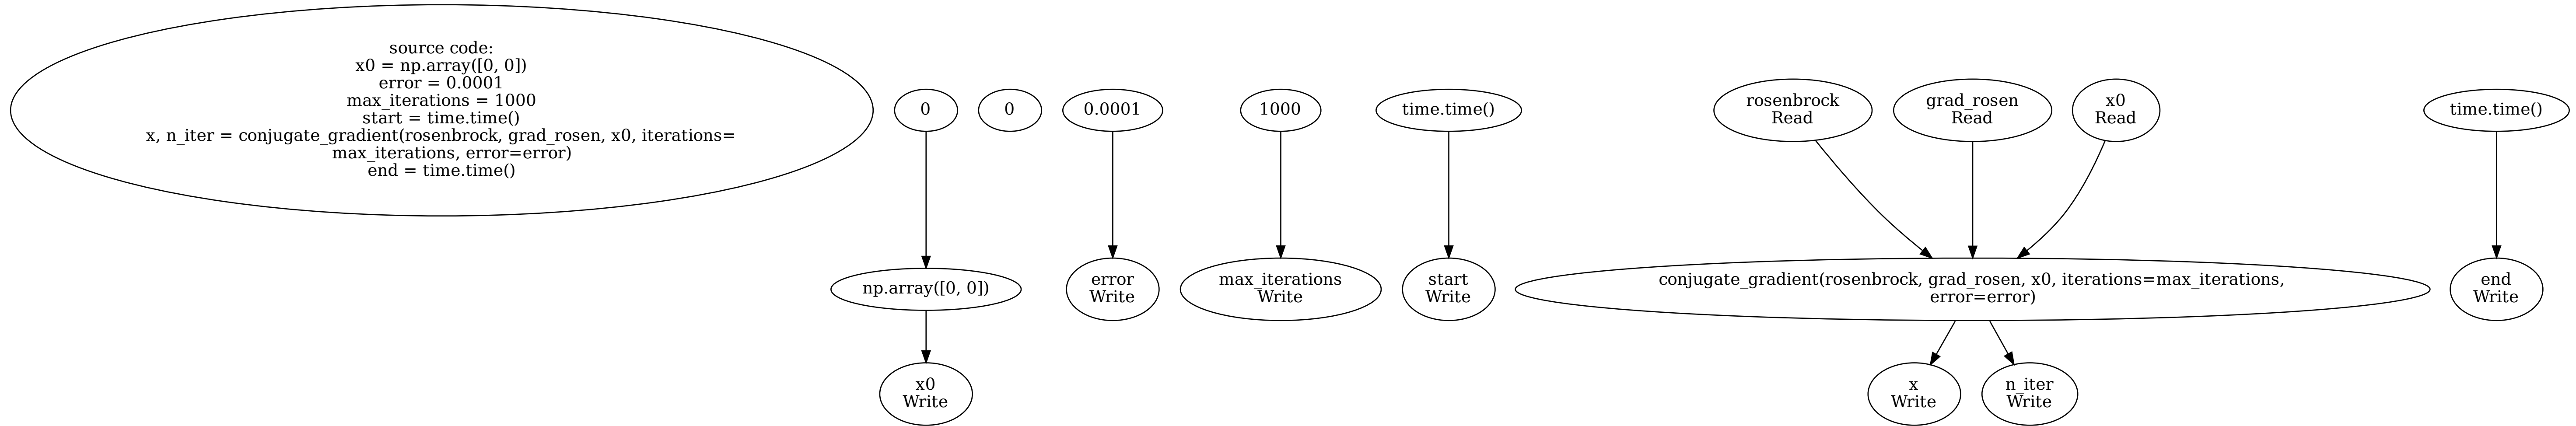 source code:
x0 = np.array([0, 0])
error = 0.0001
max_iterations = 1000
start = time.time()
x, n_iter = conjugate_gradient(rosenbrock, grad_rosen, x0, iterations=
max_iterations, error=error)
end = time.time()
0
0
0.0001
1000
time.time()
rosenbrock
Read
grad_rosen
Read
x0
Read
time.time()
np.array([0, 0])
error
Write
max_iterations
Write
start
Write
conjugate_gradient(rosenbrock, grad_rosen, x0, iterations=max_iterations,
error=error)
end
Write
x0
Write
x
Write
n_iter
Write